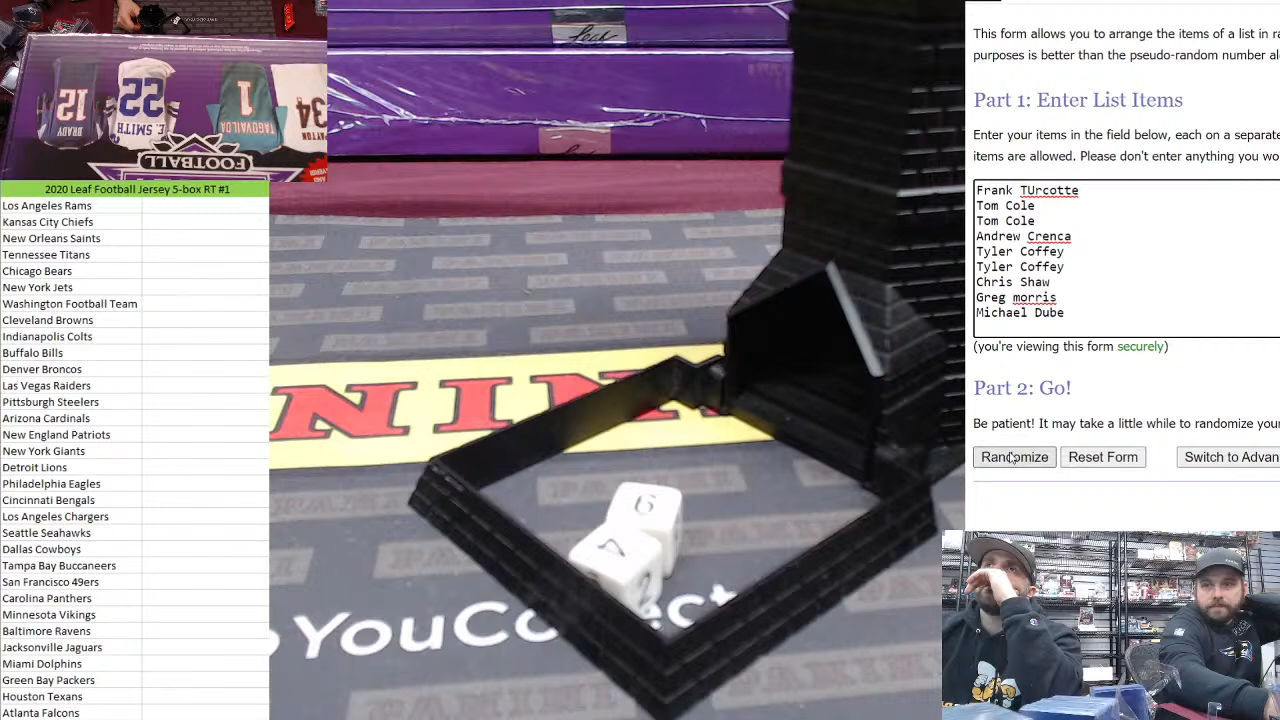 BRADY
12
E. SMITH
22
TAGOVAILOA
1
PAYTON
34
FOOTBALL
Leaf
2020 Leaf Football Jersey 5-box RT #1
Los Angeles Rams
Kansas City Chiefs
New Orleans Saints
Tennessee Titans
Chicago Bears
New York Jets
Washington Football Team
Cleveland Browns
Indianapolis Colts
Buffalo Bills
Denver Broncos
Las Vegas Raiders
Pittsburgh Steelers
Arizona Cardinals
New England Patriots
New York Giants
Detroit Lions
Philadelphia Eagles
Cincinnati Bengals
Los Angeles Chargers
Seattle Seahawks
Dallas Cowboys
Tampa Bay Buccaneers
San Francisco 49ers
Carolina Panthers
Minnesota Vikings
Baltimore Ravens
Jacksonville Jaguars
Miami Dolphins
Green Bay Packers
Houston Texans
Atlanta Falcons
NINI
6
YouCollect
This form allows you to arrange the items of a list in ra
purposes is better than the pseudo-random number al
Part 1: Enter List Items
Enter your items in the field below, each on a separate
items are allowed. Please don't enter anything you wo
Frank TUrcotte
Tom Cole
Tom Cole
Andrew Crenca
Tyler Coffey
Tyler Coffey
Chris Shaw
Greg morris
Michael Dube
(you're viewing this form securely)
Part 2: Go!
Be patient! It may take a little while to randomize your
Randomize
Reset Form
Switch to Advan